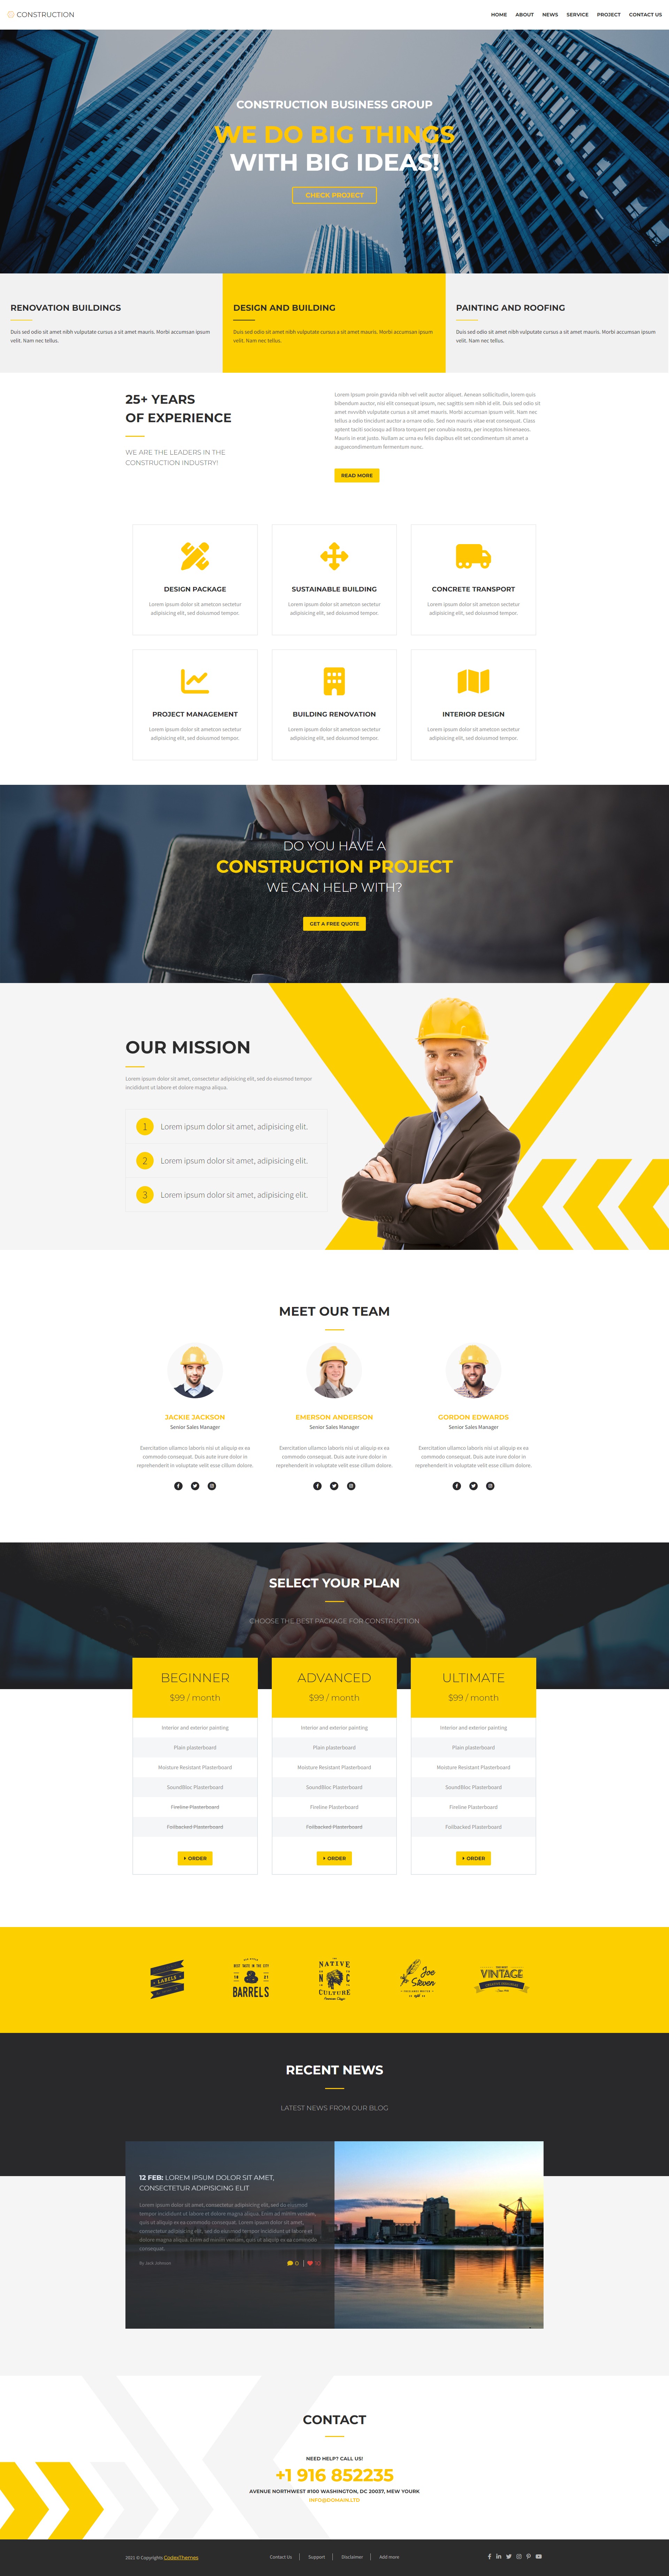 CONSTRUCTION
HOME ABOUT NEWS SERVICE PROJECT CONTACT US
CONSTRUCTION BUSINESS GROUP
WE DO BIG THINGS
WITH BIG IDEAS!
CHECK PROJECT
RENOVATION BUILDINGS
Duis sed odio sit amet nibh vulputate cursus a sit amet mauris. Morbi accumsan ipsum
velit. Nam nec tellus.
DESIGN AND BUILDING
Duis sed odio sit amet nibh vulputate cursus a sit amet mauris. Morbi accumsan ipsum
velit. Nam nec tellus.
PAINTING AND ROOFING
Duis sed odio sit amet nibh vulputate cursus a sit amet mauris. Morbi accumsan ipsum
velit. Nam nec tellus.
25+ YEARS
OF EXPERIENCE
WE ARE THE LEADERS IN THE
CONSTRUCTION INDUSTRY!
Lorem Ipsum proin gravida nibh vel velit auctor aliquet. Aenean sollicitudin, lorem quis
bibendum auctor, nisi elit consequat ipsum, nec sagittis sem nibh id elit. Duis sed odio sit
amet nnvvibh vulputate cursus a sit amet mauris. Morbi accumsan ipsum velit. Nam nec
tellus a odio tincidunt auctor a ornare odio. Sed non mauris vitae erat consequat. Class
aptent taciti sociosqu ad litora torquent per conubia nostra, per inceptos himenaeos.
Mauris in erat justo. Nullam ac urna eu felis dapibus elit set condimentum sit amet a
auguecondimentum fermentum nunc.
READ MORE
DESIGN PACKAGE
Lorem ipsum dolor sit ametcon sectetur
adipisicing elit, sed doiusmod tempor.
SUSTAINABLE BUILDING
Lorem ipsum dolor sit ametcon sectetur
adipisicing elit, sed doiusmod tempor.
CONCRETE TRANSPORT
Lorem ipsum dolor sit ametcon sectetur
adipisicing elit, sed doiusmod tempor.
PROJECT MANAGEMENT
Lorem ipsum dolor sit ametcon sectetur
adipisicing elit, sed doiusmod tempor.
BUILDING RENOVATION
Lorem ipsum dolor sit ametcon sectetur
adipisicing elit, sed doiusmod tempor.
INTERIOR DESIGN
Lorem ipsum dolor sit ametcon sectetur
adipisicing elit, sed doiusmod tempor.
DO YOU HAVE A
CONSTRUCTION PROJECT
WE CAN HELP WITH?
GET A FREE QUOTE
OUR MISSION
Lorem ipsum dolor sit amet, consectetur adipisicing elit, sed do eiusmod tempor
incididunt ut labore et dolore magna aliqua.
1 Lorem ipsum dolor sit amet, adipisicing elit.
2 Lorem ipsum dolor sit amet, adipisicing elit.
3 Lorem ipsum dolor sit amet, adipisicing elit.
MEET OUR TEAM
JACKIE JACKSON
Senior Sales Manager
Exercitation ullamco laboris nisi ut aliquip ex ea
commodo consequat. Duis aute irure dolor in
reprehenderit in voluptate velit esse cillum dolore.
EMERSON ANDERSON
Senior Sales Manager
Exercitation ullamco laboris nisi ut aliquip ex ea
commodo consequat. Duis aute irure dolor in
reprehenderit in voluptate velit esse cillum dolore.
GORDON EDWARDS
Senior Sales Manager
Exercitation ullamco laboris nisi ut aliquip ex ea
commodo consequat. Duis aute irure dolor in
reprehenderit in voluptate velit esse cillum dolore.
SELECT YOUR PLAN
CHOOSE THE BEST PACKAGE FOR CONSTRUCTION
BEGINNER
$99 / month
Interior and exterior painting
Plain plasterboard
Moisture Resistant Plasterboard
SoundBloc Plasterboard
Fireline Plasterboard
Foilbacked Plasterboard
ORDER
ADVANCED
$99 / month
Interior and exterior painting
Plain plasterboard
Moisture Resistant Plasterboard
SoundBloc Plasterboard
Fireline Plasterboard
Foilbacked Plasterboard
ORDER
ULTIMATE
$99 / month
Interior and exterior painting
Plain plasterboard
Moisture Resistant Plasterboard
SoundBloc Plasterboard
Fireline Plasterboard
Foilbacked Plasterboard
ORDER
LABELS
BEST TASTE IN THE CITY
BARRELS
NATIVE
N C
CULTURE
Joe
Steven
VINTAGE
RECENT NEWS
LATEST NEWS FROM OUR BLOG
12 FEB: LOREM IPSUM DOLOR SIT AMET,
CONSECTETUR ADIPISICING ELIT
Lorem ipsum dolor sit amet, consectetur adipisicing elit, sed do eiusmod
tempor incididunt ut labore et dolore magna aliqua. Enim ad minim veniam,
quis ut aliquip ex ea commodo consequat. Lorem ipsum dolor sit amet,
consectetur adipisicing elit, sed do eiusmod tempor incididunt ut labore et
dolore magna aliqua. Enim ad minim veniam, quis ut aliquip ex ea commodo
consequat.
By Jack Johnson
0
CONTACT
NEED HELP? CALL US!
+1 916 852235
AVENUE NORTHWEST #100 WASHINGTON, DC 20037, MEW YOURK
INFO@DOMAIN.LTD
2021 © Copyrights CodexThemes
Contact Us Support Disclaimer Add more